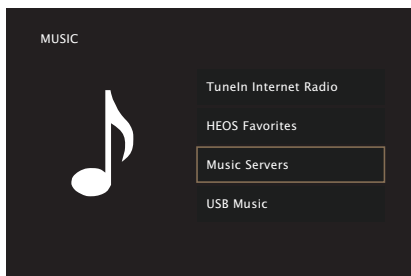 MUSIC
TuneIn Internet Radio
HEOS Favorites
Music Servers
USB Music